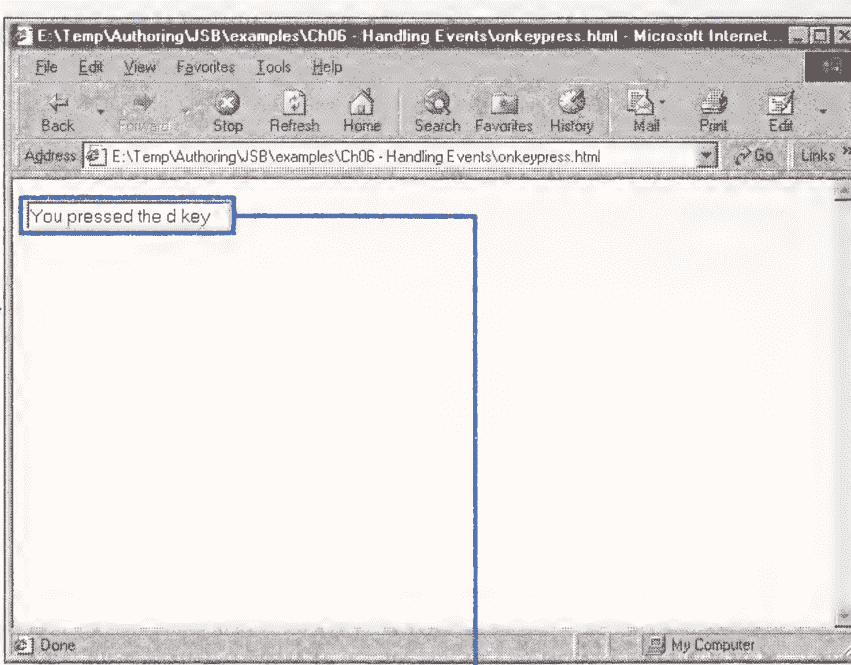 E:\Temp\Authoring\JSB\examples\Ch06 - Handling Events\onkeypress.html - Microsoft Internet...
File Edit View Favorites Tools Help
Back Forward Stop Refresh Home Search Favorites History Mail Print Edit
Address E:\Temp\Authoring\JSB\examples\Ch06 - Handling Events\onkeypress.html Go Links »
You pressed the d key
Done My Computer